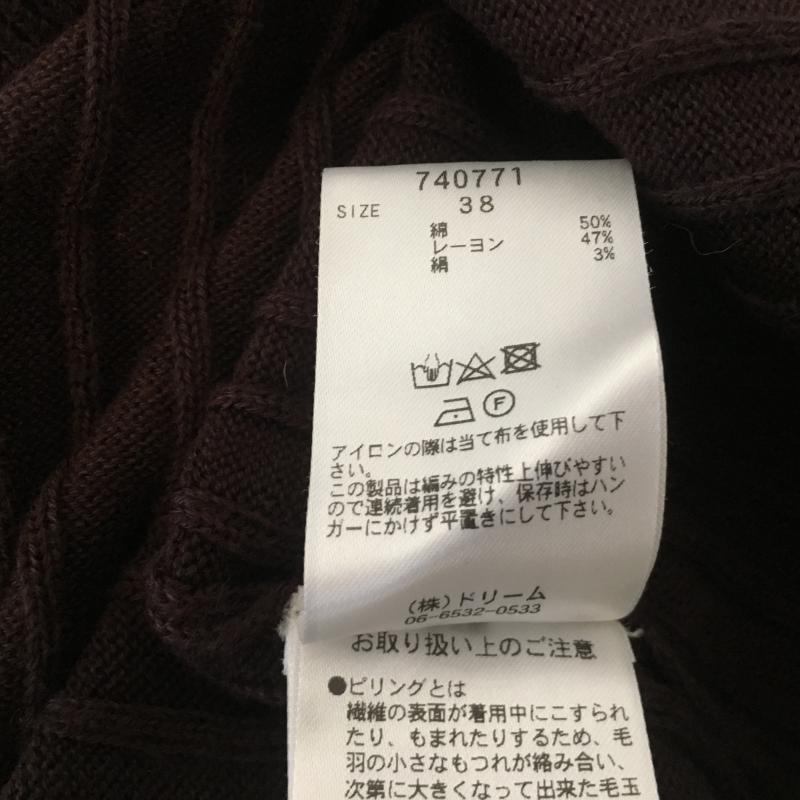 740771
SIZE 38
綿 50%
レーヨン 47%
絹 3%
F
アイロンの際は当て布を使用して下
さい。
この製品は編みの特性上伸びやすい
ので連続着用を避け、保存時はハン
ガーにかけず平置きにして下さい。
(株)ドリーム
06-6532-0533
お取り扱い上のご注意
●ピリングとは
繊維の表面が着用中にこすられ
たり、もまれたりするため、毛
羽の小さなもつれが絡み合い、
次第に大きくなって出来た毛玉